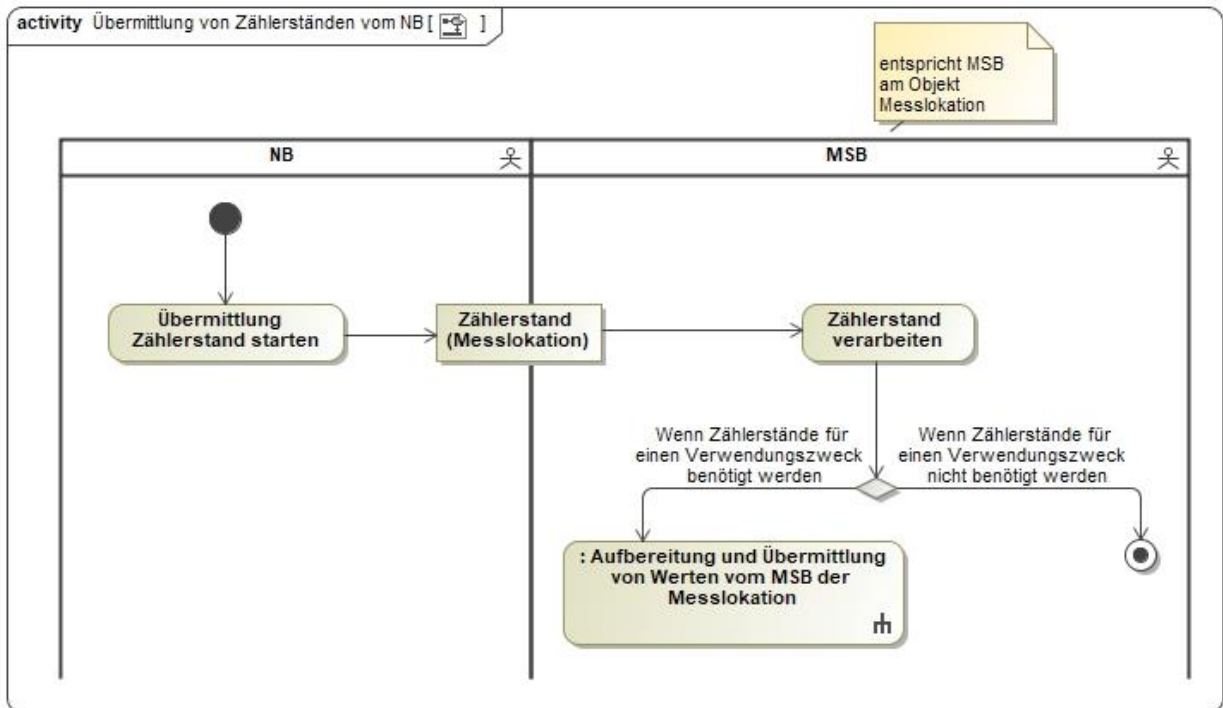 activity Übermittlung von Zählerständen vom NB [ ]
entspricht MSB
am Objekt
Messlokation
NB
MSB
Übermittlung
Zählerstand starten
Zählerstand
(Messlokation)
Zählerstand
verarbeiten
Wenn Zählerstände für
einen Verwendungszweck
benötigt werden
Wenn Zählerstände für
einen Verwendungszweck
nicht benötigt werden
: Aufbereitung und Übermittlung
von Werten vom MSB der
Messlokation